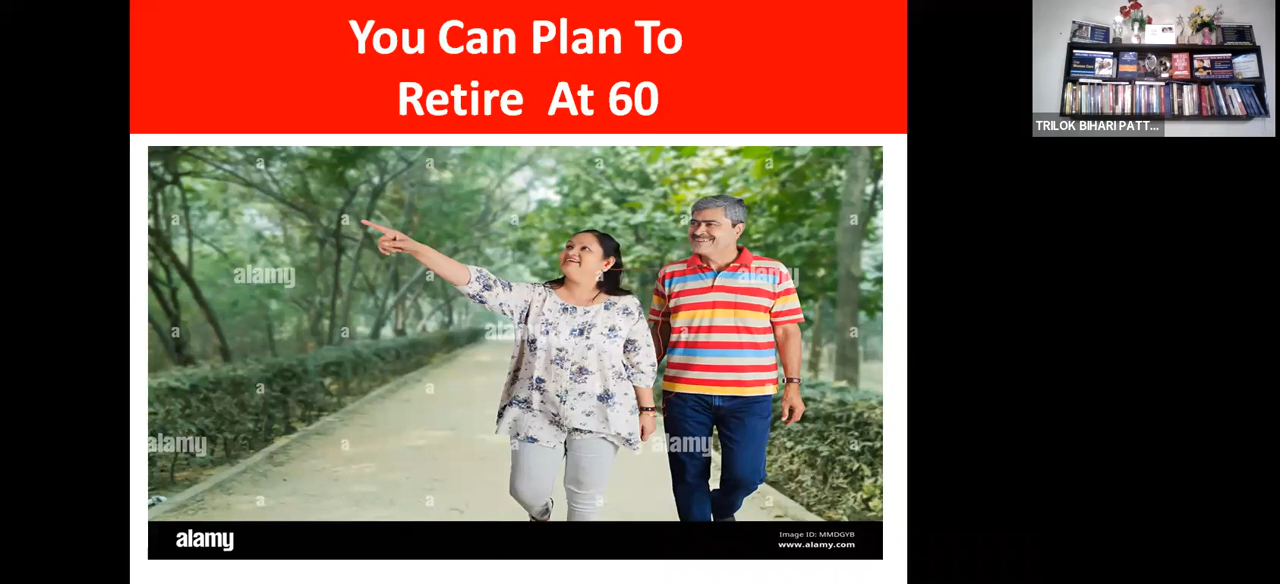 You Can Plan To
Retire At 60
TRILOK BIHARI PATT...
a a a a
a a a a
alamy a a alamy
a a alamy a
a a
alamy a alamy a
a a a
alamy
Image ID: MMDGYB
www.alamy.com